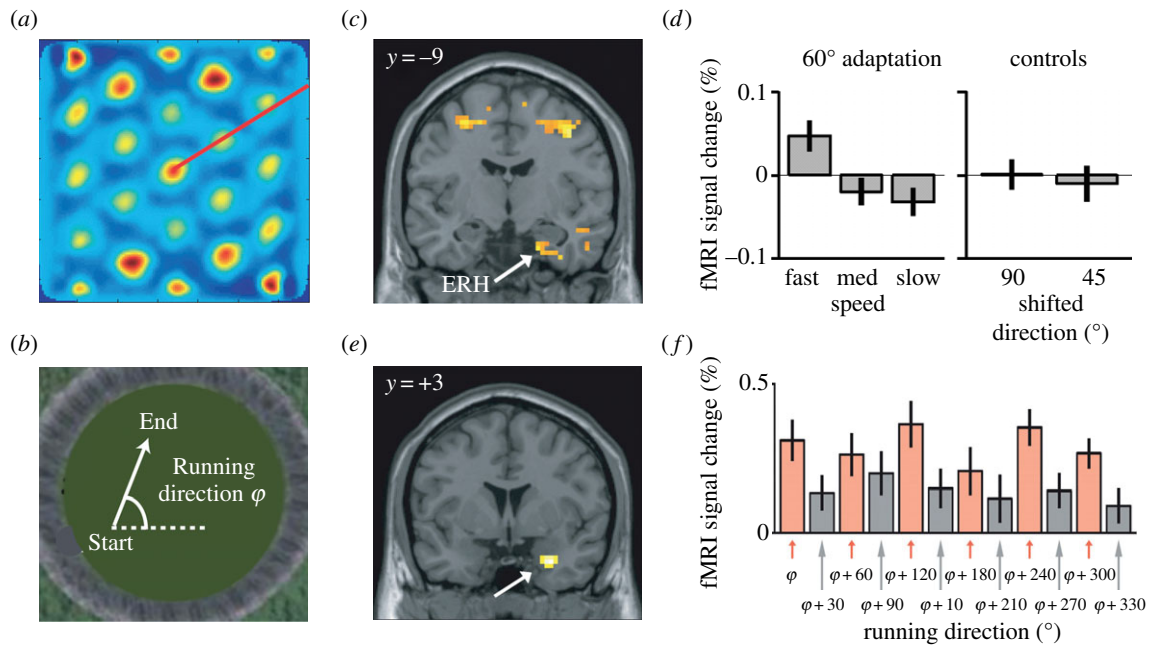 (a)
(c)
(d)
y = –9
ERH
60° adaptation
controls
fMRI signal change (%)
0.1
0
–0.1
fast
med
slow
speed
90
45
shifted
direction (°)
(b)
(e)
(f)
End
Running
direction φ
Start
y = +3
fMRI signal change (%)
0.5
0
φ
φ + 60
φ + 120
φ + 180
φ + 240
φ + 300
φ + 30
φ + 90
φ + 10
φ + 210
φ + 270
φ + 330
running direction (°)